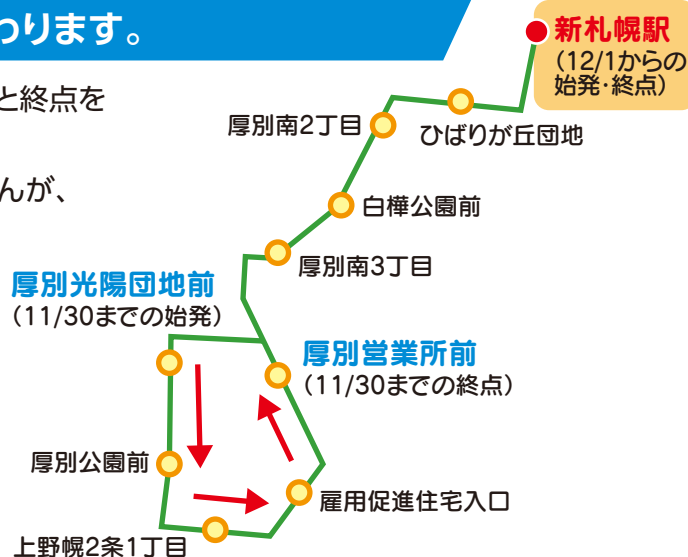 わります。
と終点を
んが、
新札幌駅
(12/1からの
始発・終点)
厚別南2丁目
ひばりが丘団地
白樺公園前
厚別南3丁目
厚別光陽団地前
(11/30までの始発)
厚別営業所前
(11/30までの終点)
厚別公園前
雇用促進住宅入口
上野幌2条1丁目